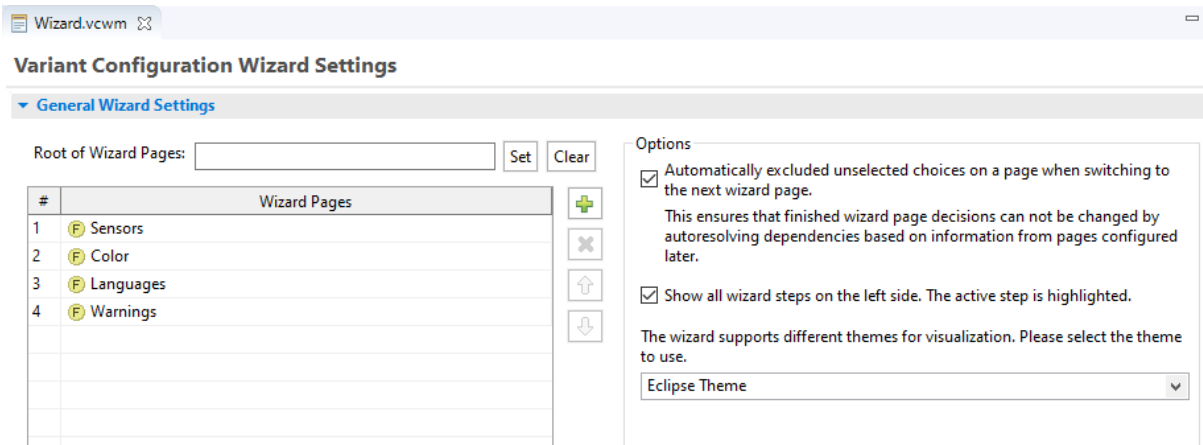 Wizard.vcwm
Variant Configuration Wizard Settings
General Wizard Settings
Root of Wizard Pages:
Set
Clear
# Wizard Pages
1 F Sensors
2 F Color
3 F Languages
4 F Warnings
Options
Automatically excluded unselected choices on a page when switching to
the next wizard page.
This ensures that finished wizard page decisions can not be changed by
autoresolving dependencies based on information from pages configured
later.
Show all wizard steps on the left side. The active step is highlighted.
The wizard supports different themes for visualization. Please select the theme
to use.
Eclipse Theme